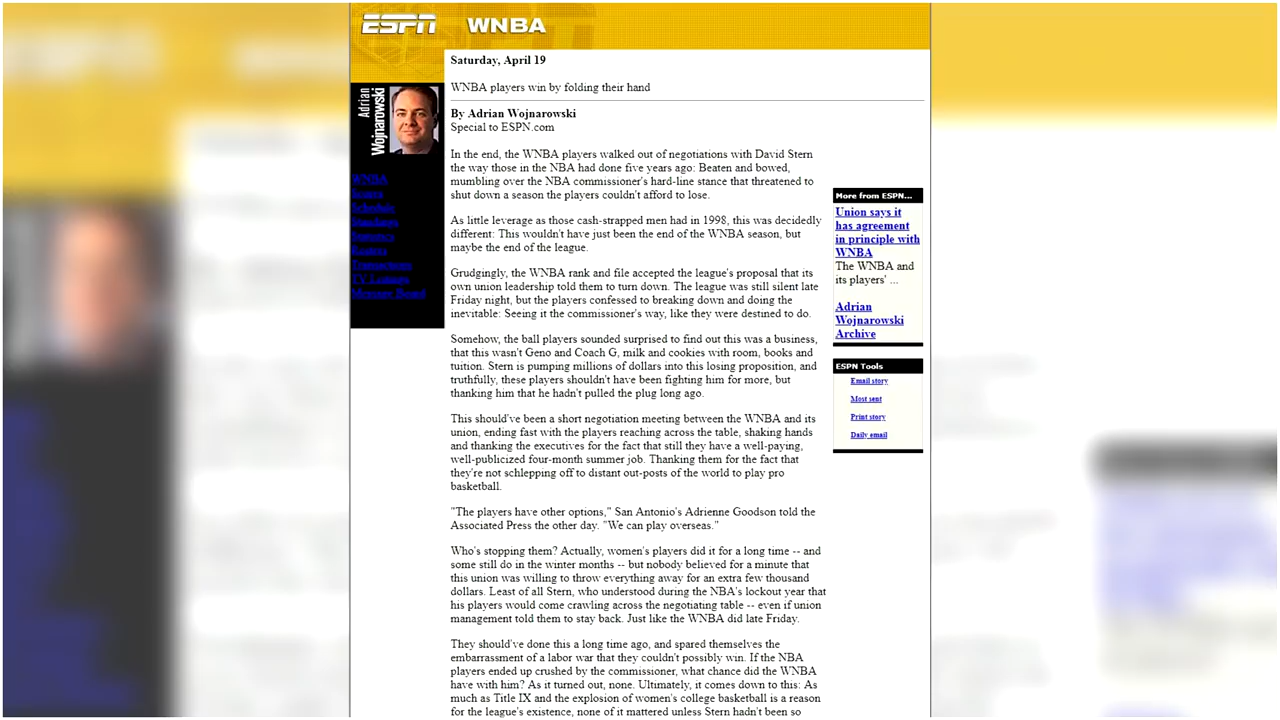 ESPN WNBA
Saturday, April 19
WNBA players win by folding their hand
Adrian
Wojnarowski
By Adrian Wojnarowski
Special to ESPN.com
In the end, the WNBA players walked out of negotiations with David Stern
the way those in the NBA had done five years ago: Beaten and bowed,
mumbling over the NBA commissioner's hard-line stance that threatened to
shut down a season the players couldn't afford to lose.
As little leverage as those cash-strapped men had in 1998, this was decidedly
different: This wouldn't have just been the end of the WNBA season, but
maybe the end of the league.
Grudgingly, the WNBA rank and file accepted the league's proposal that its
own union leadership told them to turn down. The league was still silent late
Friday night, but the players confessed to breaking down and doing the
inevitable: Seeing it the commissioner's way, like they were destined to do.
Somehow, the ball players sounded surprised to find out this was a business,
that this wasn't Geno and Coach G, milk and cookies with room, books and
tuition. Stern is pumping millions of dollars into this losing proposition, and
truthfully, these players shouldn't have been fighting him for more, but
thanking him that he hadn't pulled the plug long ago.
This should've been a short negotiation meeting between the WNBA and its
union, ending fast with the players reaching across the table, shaking hands
and thanking the executives for the fact that still they have a well-paying,
well-publicized four-month summer job. Thanking them for the fact that
they're not schlepping off to distant out-posts of the world to play pro
basketball.
"The players have other options," San Antonio's Adrienne Goodson told the
Associated Press the other day. "We can play overseas."
Who's stopping them? Actually, women's players did it for a long time -- and
some still do in the winter months -- but nobody believed for a minute that
this union was willing to throw everything away for an extra few thousand
dollars. Least of all Stern, who understood during the NBA's lockout year that
his players would come crawling across the negotiating table -- even if union
management told them to stay back. Just like the WNBA did late Friday.
They should've done this a long time ago, and spared themselves the
embarrassment of a labor war that they couldn't possibly win. If the NBA
players ended up crushed by the commissioner, what chance did the WNBA
have with him? As it turned out, none. Ultimately, it comes down to this: As
much as Title IX and the explosion of women's college basketball is a reason
for the league's existence, none of it mattered unless Stern hadn't been so
WNBA
Scores
Schedule
Standings
Statistics
Rosters
Transactions
TV Listings
Message Board
More from ESPN...
Union says it
has agreement
in principle with
WNBA
The WNBA and
its players' ...
Adrian
Wojnarowski
Archive
ESPN Tools
Email story
Most sent
Print story
Daily email